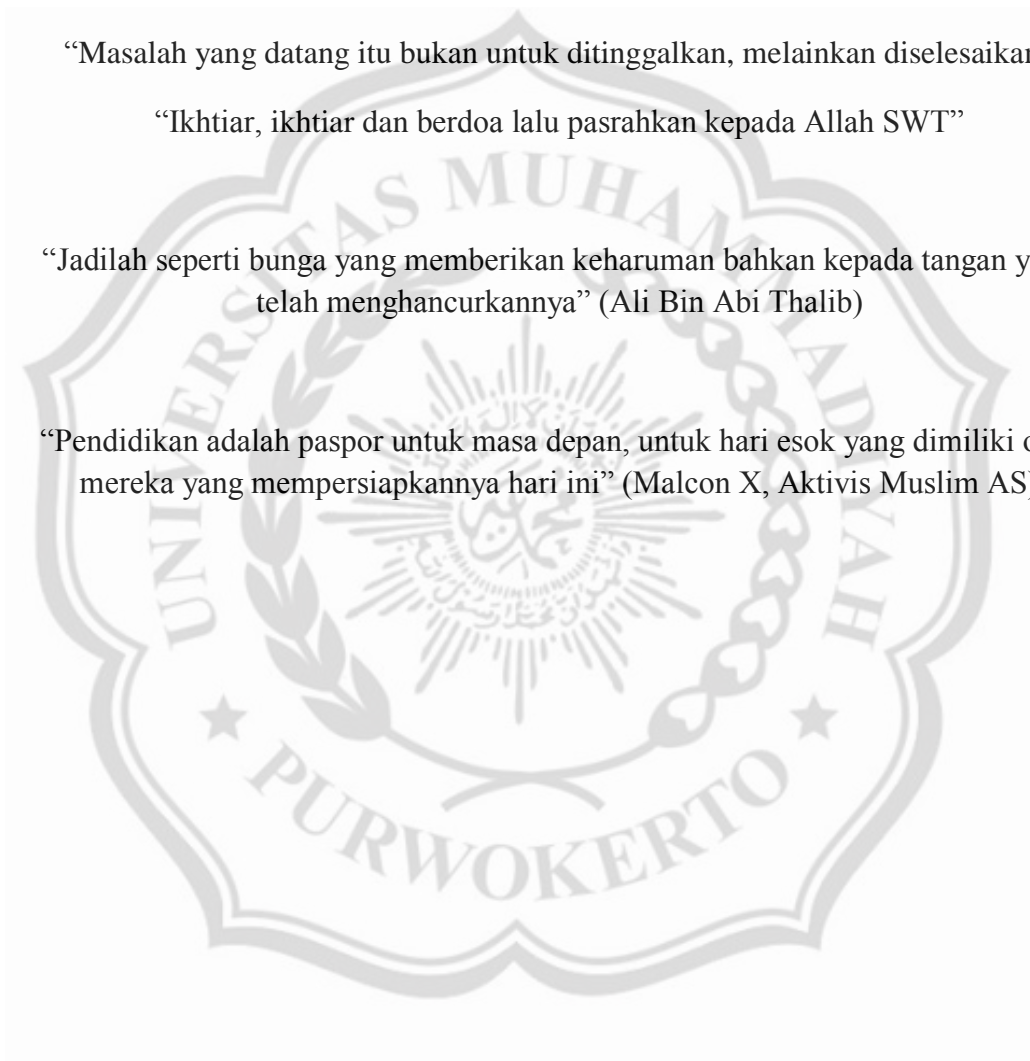 “Masalah yang datang itu bukan untuk ditinggalkan, melainkan diselesaikan
“Ikhtiar, ikhtiar dan berdoa lalu pasrahkan kepada Allah SWT”
“Jadilah seperti bunga yang memberikan keharuman bahkan kepada tangan
telah menghancurkannya” (Ali Bin Abi Thalib)
“Pendidikan adalah paspor untuk masa depan, untuk hari esok yang dimiliki
mereka yang mempersiapkannya hari ini” (Malcon X, Aktivis Muslim AS)
UNIVERSITAS MUHAMMADIYAH
PURWOKERTO